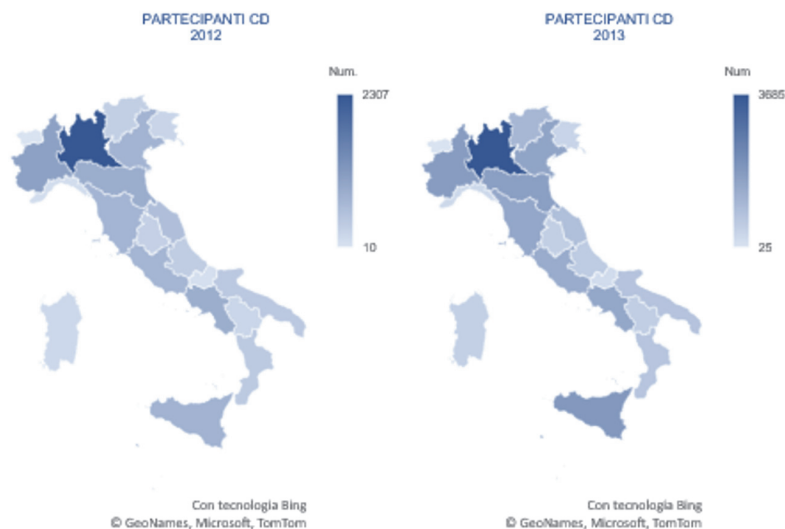 PARTECIPANTI CD
2012
Num.
2307
10
Con tecnologia Bing
© GeoNames, Microsoft, TomTom
PARTECIPANTI CD
2013
Num
3685
25
Con tecnologia Bing
© GeoNames, Microsoft, TomTom